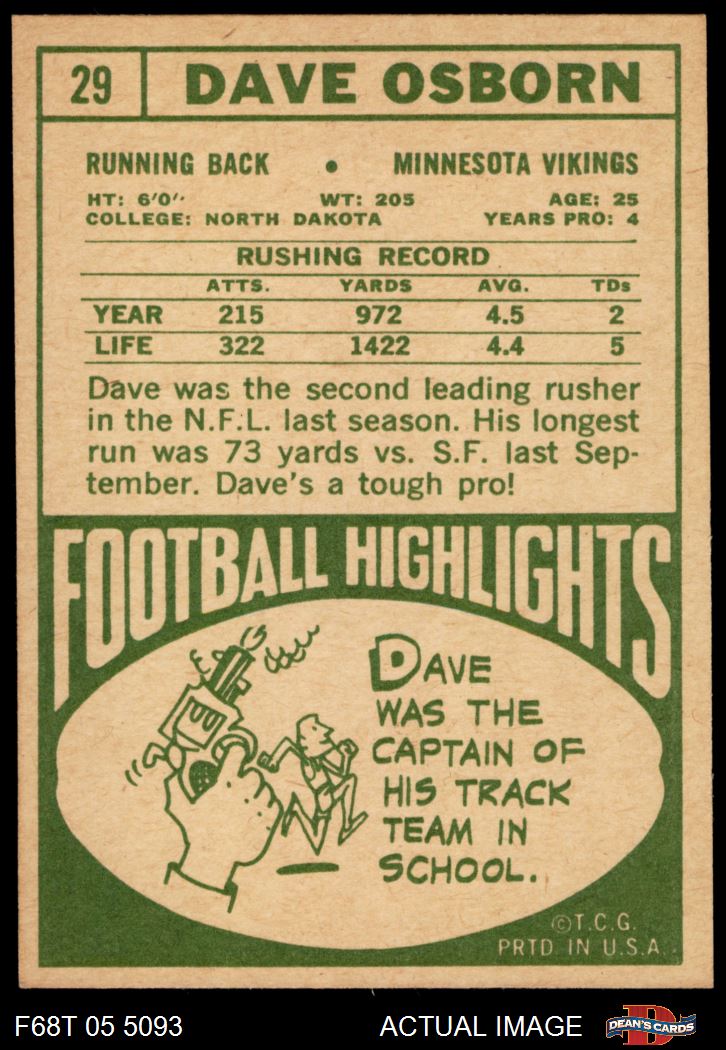 29 DAVE OSBORN
RUNNING BACK • MINNESOTA VIKINGS
HT: 6'0" WT: 205 AGE: 25
COLLEGE: NORTH DAKOTA YEARS PRO: 4
RUSHING RECORD
ATTS. YARDS AVG. TDs
YEAR 215 972 4.5 2
LIFE 322 1422 4.4 5
Dave was the second leading rusher
in the N.F.L. last season. His longest
run was 73 yards vs. S.F. last Sep-
tember. Dave's a tough pro!
FOOTBALL HIGHLIGHTS
DAVE
WAS THE
CAPTAIN OF
HIS TRACK
TEAM IN
SCHOOL.
©T.C.G.
PRTD IN U.S.A.
F68T 05 5093 ACTUAL IMAGE D DEAN'S CARDS